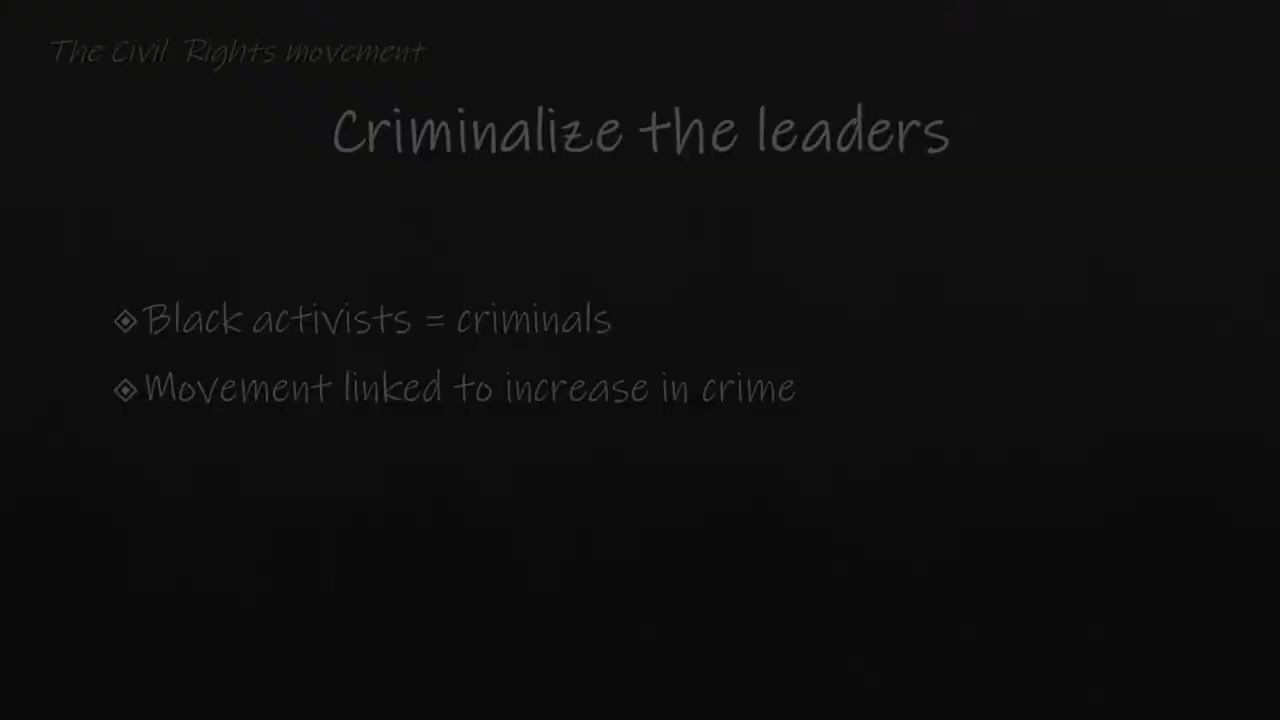 The Civil Rights movement
Criminalize the leaders
Black activists = criminals
Movement linked to increase in crime